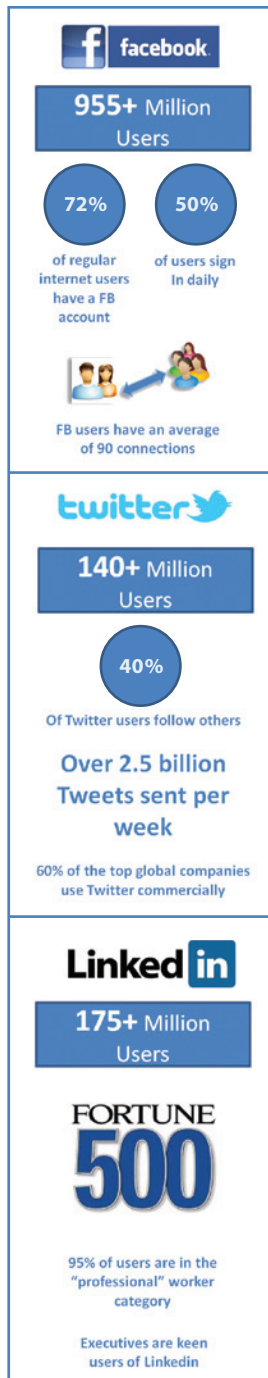 f facebook
955+ Million
Users
72%
50%
of regular
internet users
have a FB
account
of users sign
In daily
FB users have an average
of 90 connections
twitter
140+ Million
Users
40%
Of Twitter users follow others
Over 2.5 billion
Tweets sent per
week
60% of the top global companies
use Twitter commercially
Linked in
175+ Million
Users
FORTUNE
500
95% of users are in the
"professional" worker
category
Executives are keen
users of Linkedin